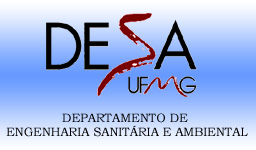 DESA
UFMG
DEPARTAMENTO DE
ENGENHARIA SANITÁRIA E AMBIENTAL